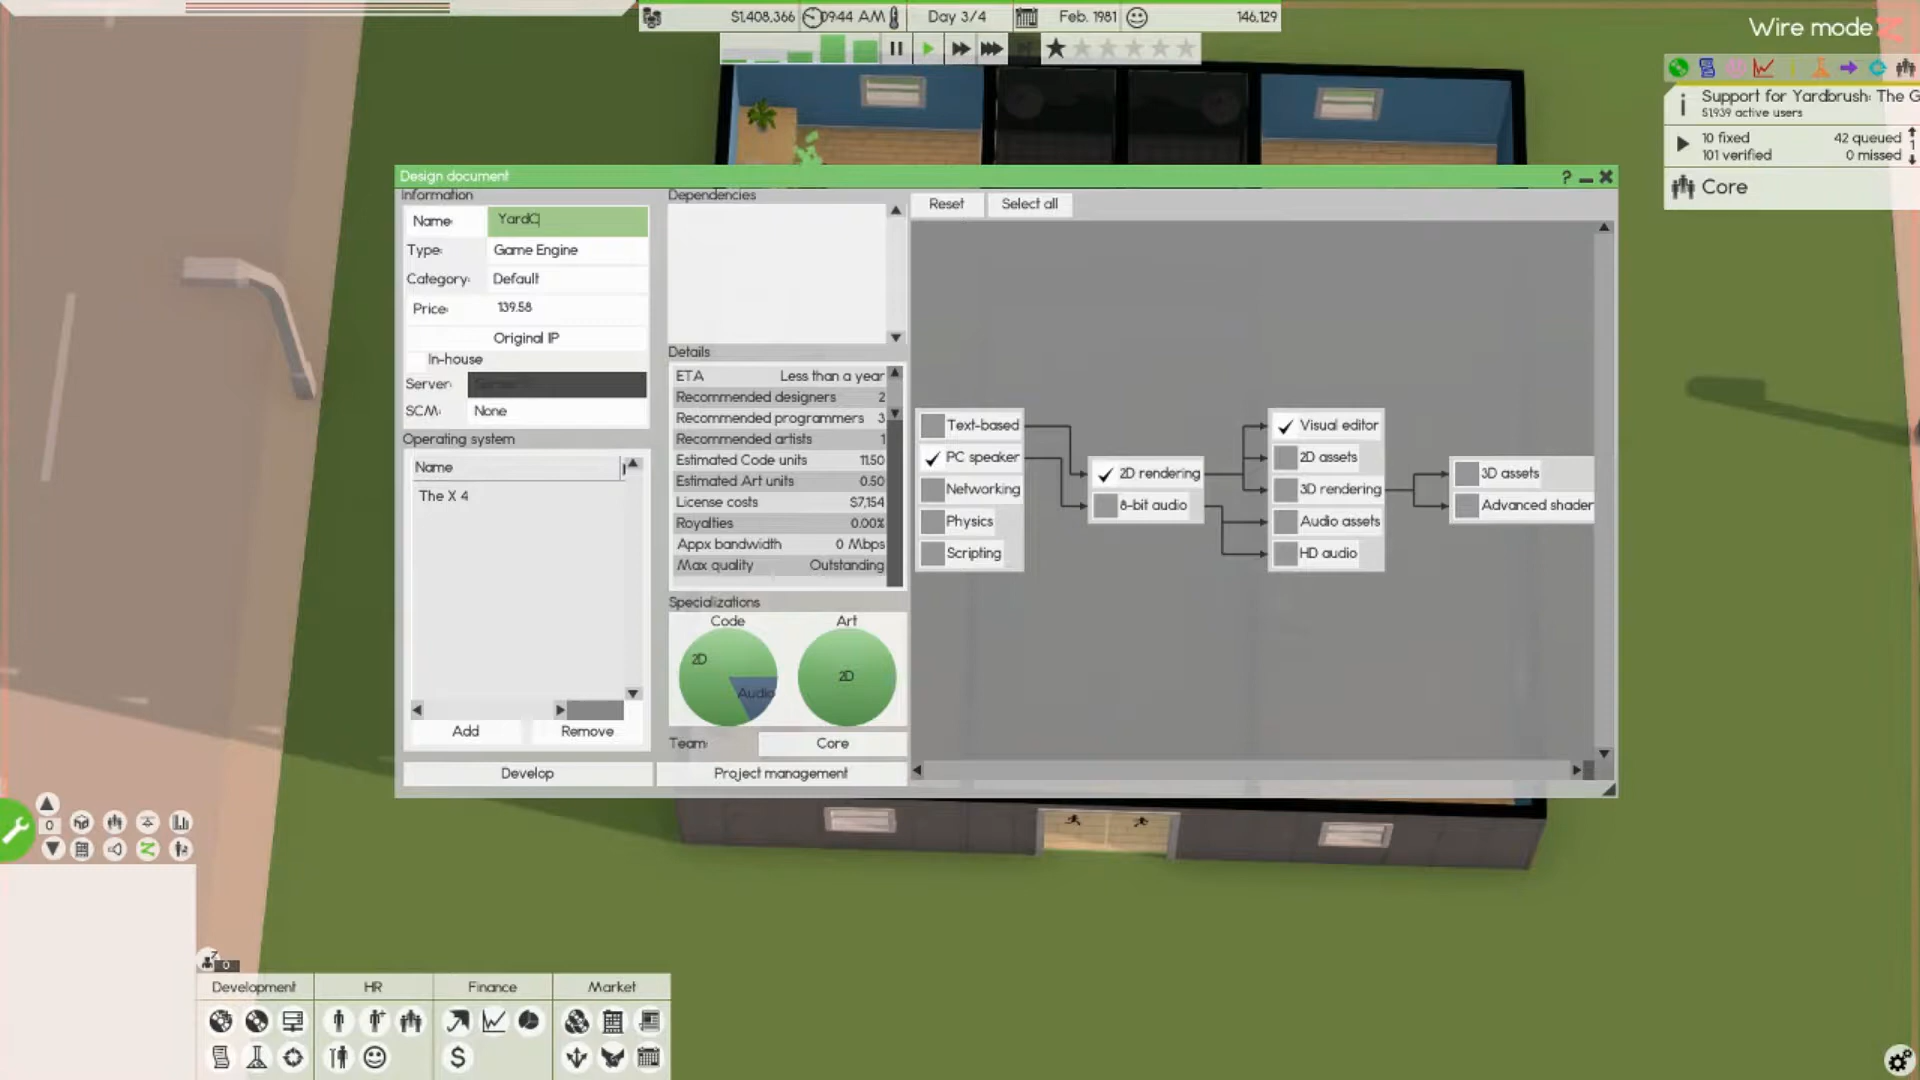 $1,408,366
09:44 AM
Day 3/4
Feb. 1981
146,129
Wire mode
Support for Yardbrush: The G
51,939 active users
10 fixed
42 queued
1
101 verified
0 missed
Core
Design document
?
Information
Name:
YardC
Type:
Game Engine
Category:
Default
Price:
139.58
Original IP
In-house
Server:
SCM:
None
Operating system
Name
The X 4
Add
Remove
Develop
Dependencies
Details
ETA
Less than a year
Recommended designers
2
Recommended programmers
3
Recommended artists
1
Estimated Code units
11.50
Estimated Art units
0.50
License costs
$7,154
Royalties
0.00%
Appx bandwidth
0 Mbps
Max quality
Outstanding
Specializations
Code
Art
2D
Audio
2D
Team:
Core
Project management
Reset
Select all
Text-based
PC speaker
Networking
Physics
Scripting
2D rendering
8-bit audio
Visual editor
2D assets
3D rendering
Audio assets
HD audio
3D assets
Advanced shader
0
0
Development
HR
Finance
Market